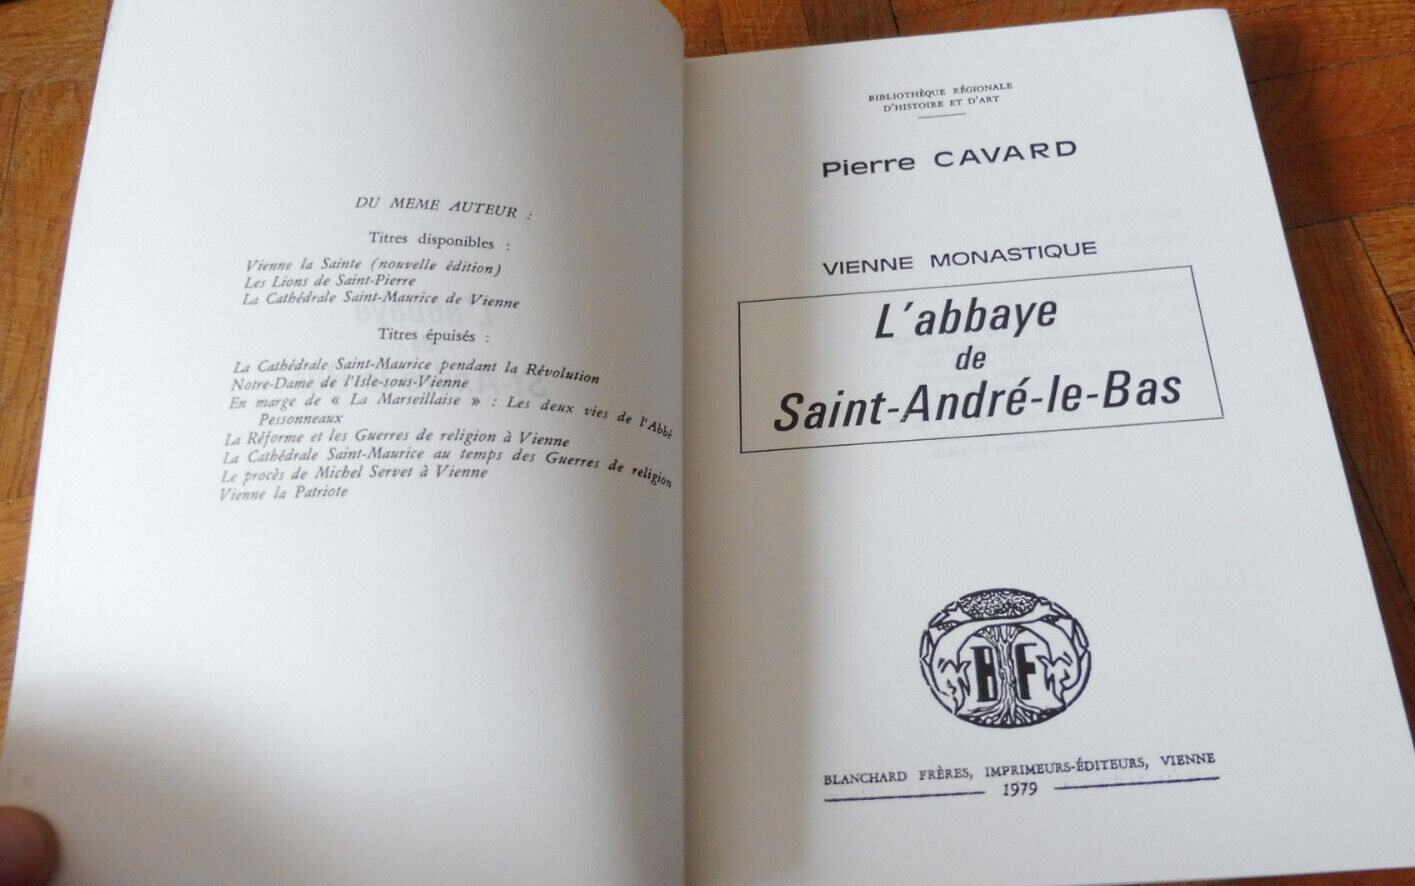 DU MEME AUTEUR :
Titres disponibles :
Vienne la Sainte (nouvelle édition)
Les Lions de Saint-Pierre
La Cathédrale Saint-Maurice de Vienne
Titres épuisés :
La Cathédrale Saint-Maurice pendant la Révolution
Notre-Dame de l'Isle-sous-Vienne
En marge de « La Marseillaise » : Les deux vies de l'Abbé
Pessonneaux
La Réforme et les Guerres de religion à Vienne
La Cathédrale Saint-Maurice au temps des Guerres de religion
Le procès de Michel Servet à Vienne
Vienne la Patriote
BIBLIOTHÈQUE RÉGIONALE
D'HISTOIRE ET D'ART
Pierre CAVARD
VIENNE MONASTIQUE
L'abbaye
de
Saint-André-le-Bas
B F
BLANCHARD FRÈRES, IMPRIMEURS-ÉDITEURS, VIENNE
1979